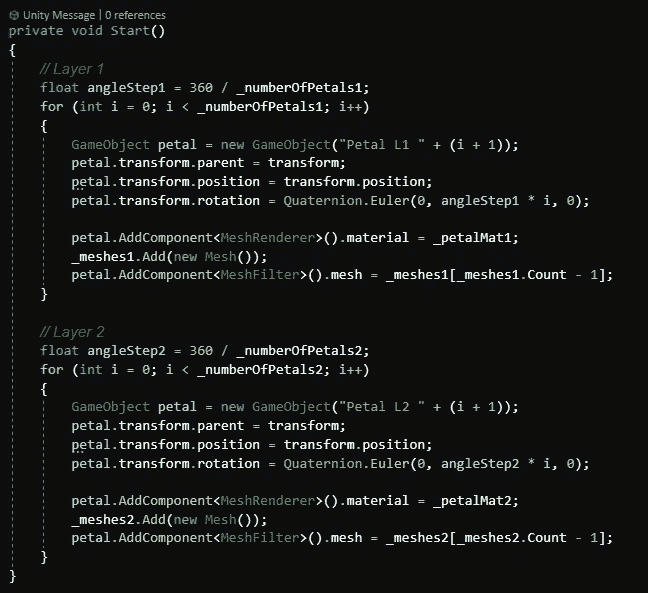 Unity Message | 0 references
private void Start()
{
// Layer 1
float angleStep1 = 360 / _numberOfPetals1;
for (int i = 0; i < _numberOfPetals1; i++)
{
GameObject petal = new GameObject("Petal L1 " + (i + 1));
petal.transform.parent = transform;
petal.transform.position = transform.position;
petal.transform.rotation = Quaternion.Euler(0, angleStep1 * i, 0);
petal.AddComponent<MeshRenderer>().material = _petalMat1;
_meshes1.Add(new Mesh());
petal.AddComponent<MeshFilter>().mesh = _meshes1[_meshes1.Count - 1];
}
// Layer 2
float angleStep2 = 360 / _numberOfPetals2;
for (int i = 0; i < _numberOfPetals2; i++)
{
GameObject petal = new GameObject("Petal L2 " + (i + 1));
petal.transform.parent = transform;
petal.transform.position = transform.position;
petal.transform.rotation = Quaternion.Euler(0, angleStep2 * i, 0);
petal.AddComponent<MeshRenderer>().material = _petalMat2;
_meshes2.Add(new Mesh());
petal.AddComponent<MeshFilter>().mesh = _meshes2[_meshes2.Count - 1];
}
}